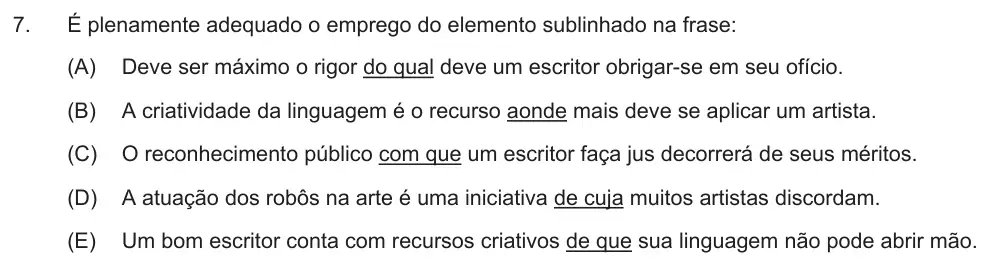 7. É plenamente adequado o emprego do elemento sublinhado na frase:
(A) Deve ser máximo o rigor do qual deve um escritor obrigar-se em seu ofício.
(B) A criatividade da linguagem é o recurso aonde mais deve se aplicar um artista.
(C) O reconhecimento público com que um escritor faça jus decorrerá de seus méritos.
(D) A atuação dos robôs na arte é uma iniciativa de cuja muitos artistas discordam.
(E) Um bom escritor conta com recursos criativos de que sua linguagem não pode abrir mão.